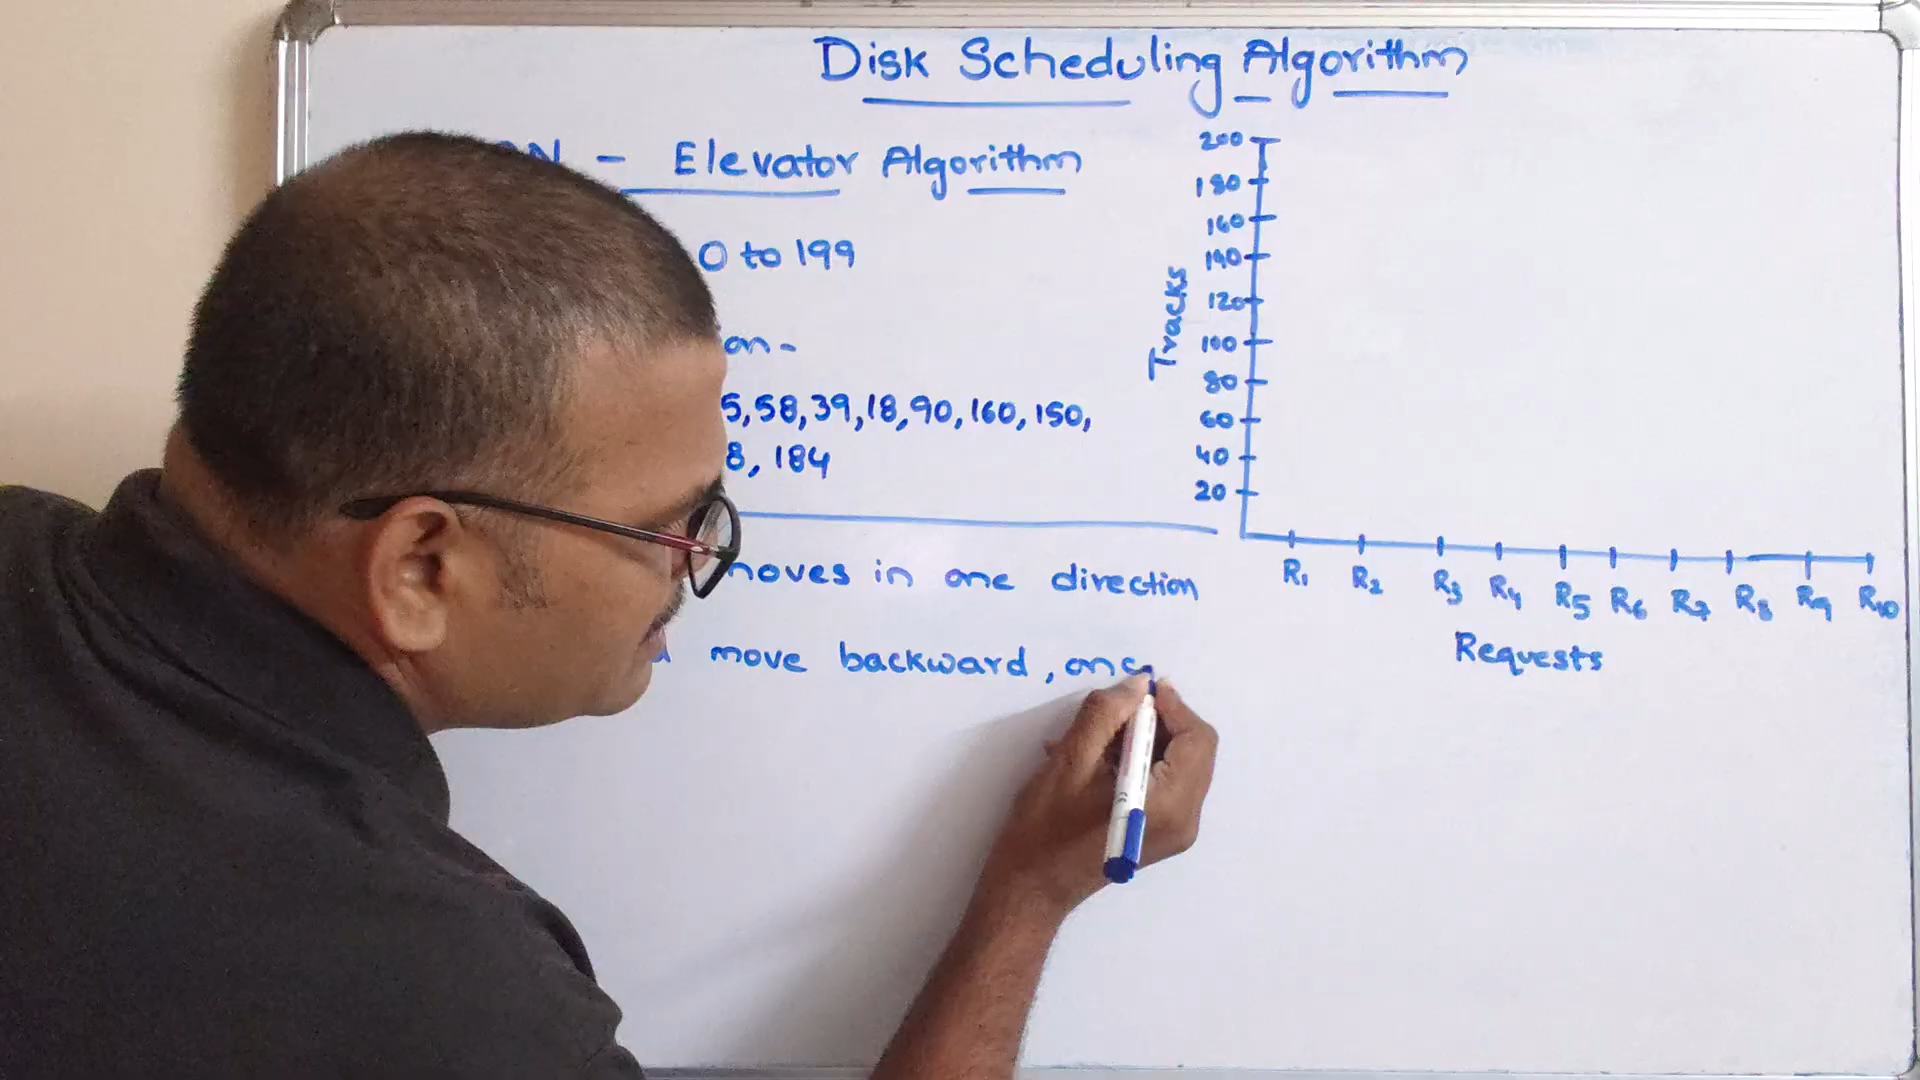 Disk Scheduling Algorithm
- Elevator Algorithm
0 to 199
5, 58, 39, 18, 90, 160, 150,
8, 184
moves in one direction
move backward,
Tracks
200
180
160
140
120
100
80
60
40
20
R1 R2 R3 R4 R5 R6 R7 R8 R9 R10
Requests